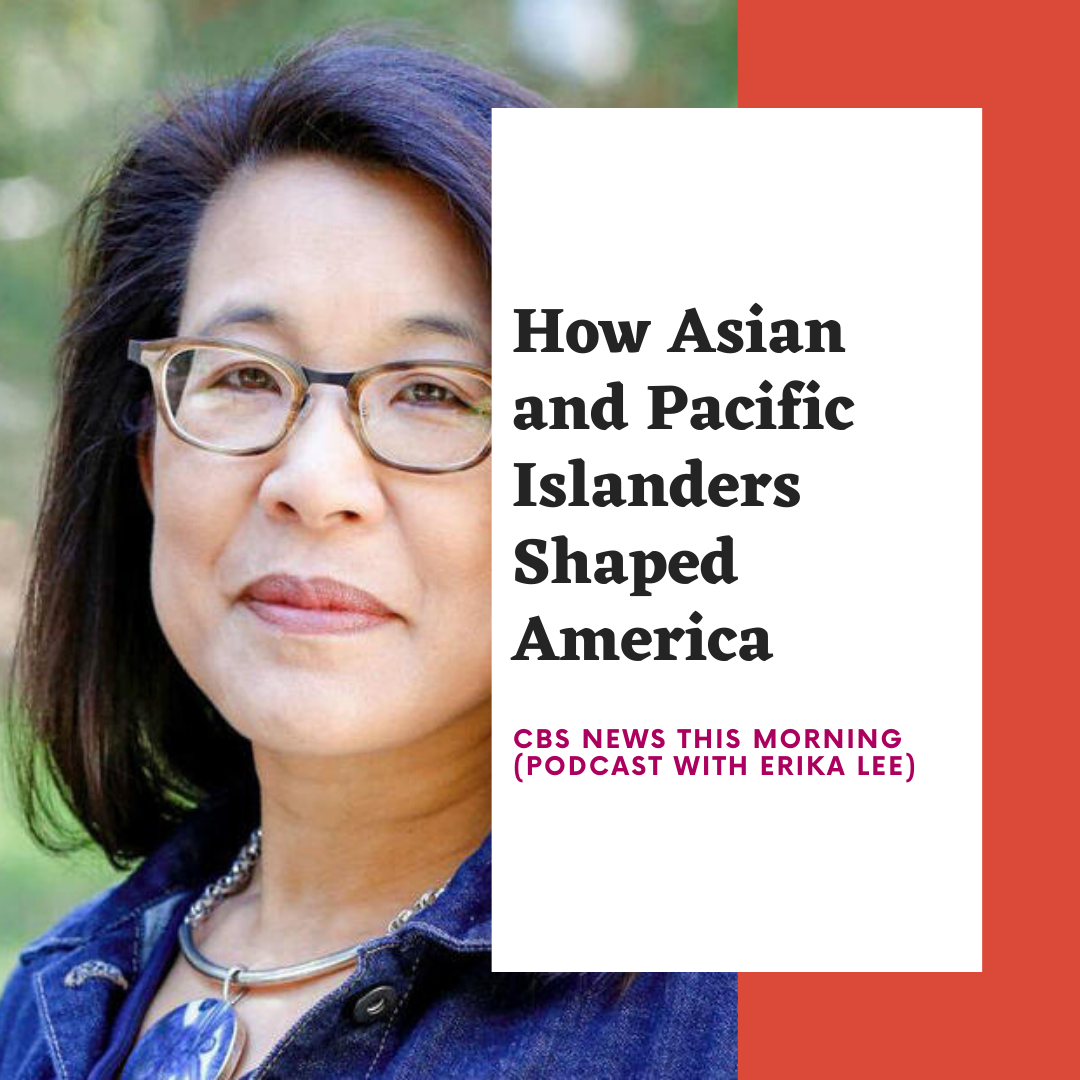 How Asian
and Pacific
Islanders
Shaped
America
CBS NEWS THIS MORNING
(PODCAST WITH ERIKA LEE)